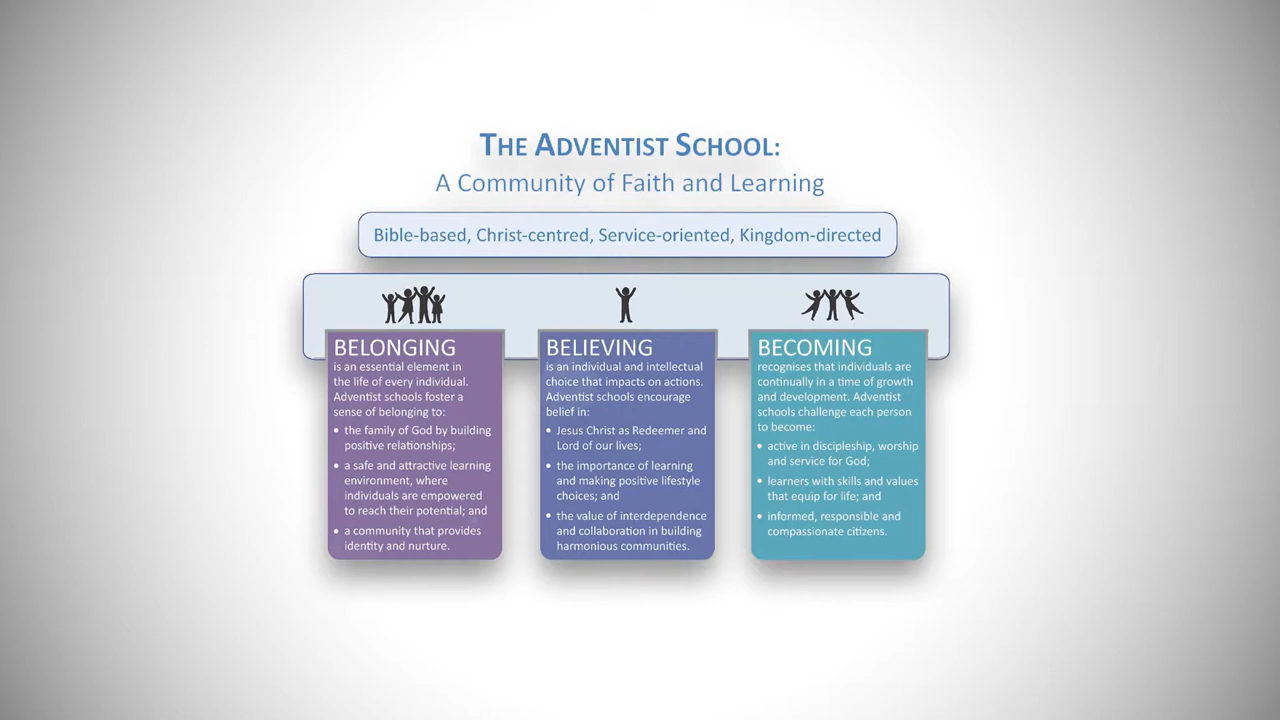 THE ADVENTIST SCHOOL:
A Community of Faith and Learning
Bible-based, Christ-centred, Service-oriented, Kingdom-directed
BELONGING
is an essential element in
the life of every individual.
Adventist schools foster a
sense of belonging to:
• the family of God by building
positive relationships;
• a safe and attractive learning
environment, where
individuals are empowered
to reach their potential; and
• a community that provides
identity and nurture.
BELIEVING
is an individual and intellectual
choice that impacts on actions.
Adventist schools encourage
belief in:
• Jesus Christ as Redeemer and
Lord of our lives;
• the importance of learning
and making positive lifestyle
choices; and
• the value of interdependence
and collaboration in building
harmonious communities.
BECOMING
recognises that individuals are
continually in a time of growth
and development. Adventist
schools challenge each person
to become:
• active in discipleship, worship
and service for God;
• learners with skills and values
that equip for life; and
• informed, responsible and
compassionate citizens.